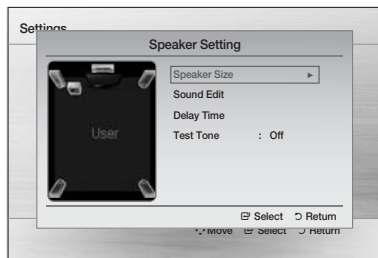 Settings
Speaker Setting
Speaker Size ►
Sound Edit
Delay Time
User
Test Tone : Off
Select Return
Move Select Return